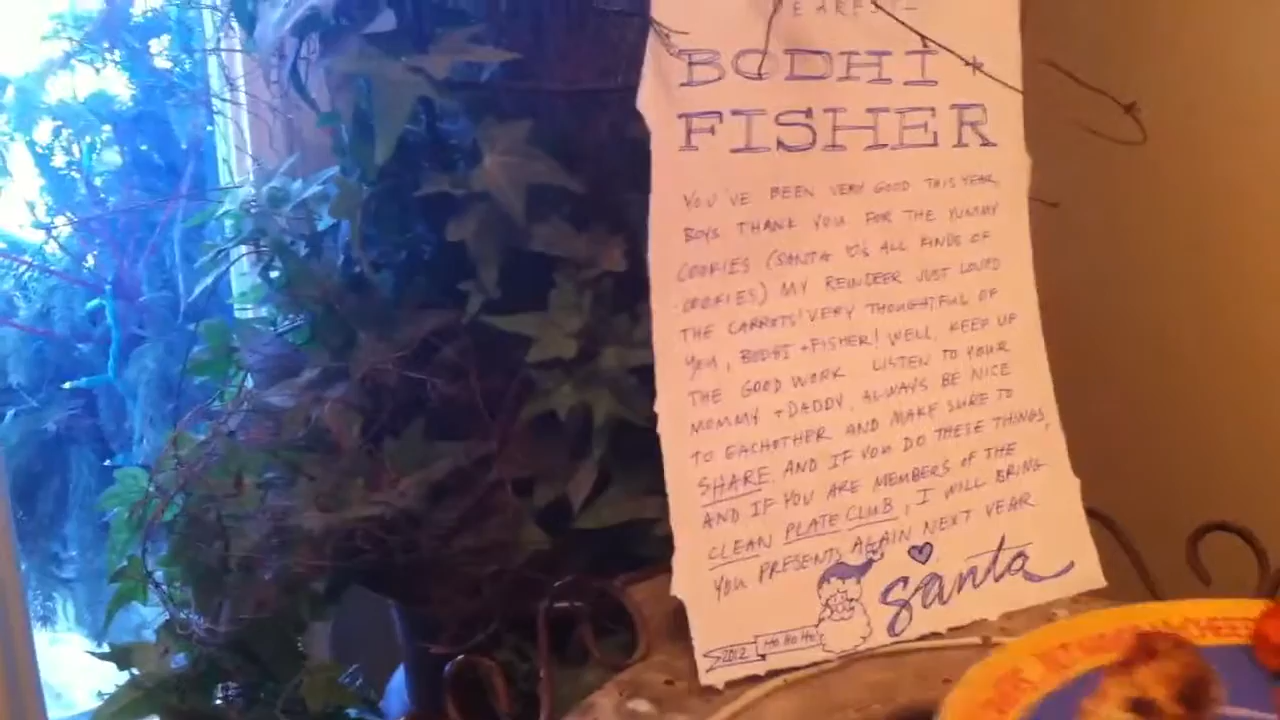 BODHI +
FISHER
YOU'VE BEEN VERY GOOD THIS YEAR,
BOYS THANK YOU FOR THE YUMMY
COOKIES (SANTA ALL KINDS OF
COOKIES) MY REINDEER JUST LOVED
THE CARROTS! VERY THOUGHTFUL OF
YOU, BODHI + FISHER! WELL, KEEP UP
THE GOOD WORK LISTEN TO YOUR
MOMMY + DADDY, ALWAYS BE NICE
TO EACHOTHER AND MAKE SURE TO
SHARE. AND IF YOU DO THESE THINGS,
AND IF YOU ARE MEMBERS OF THE
CLEAN PLATE CLUB, I WILL BRING
YOU PRESENTS AGAIN NEXT YEAR
Santa
2012 HO HO HO!